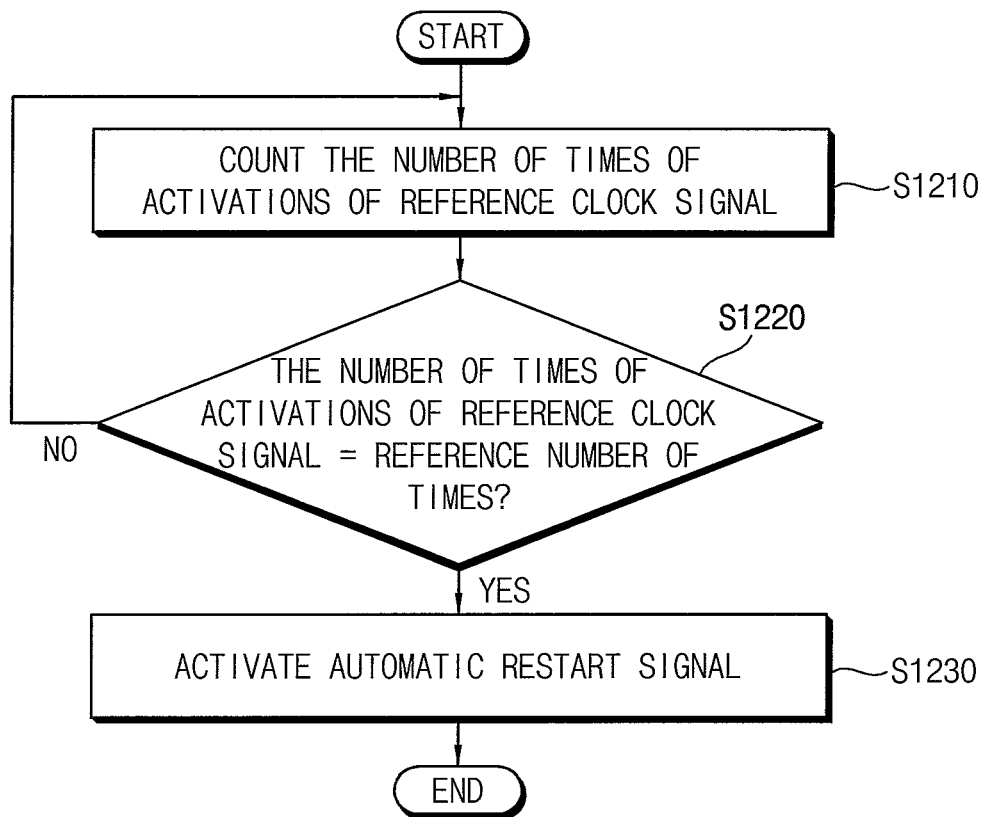 START
COUNT THE NUMBER OF TIMES OF
ACTIVATIONS OF REFERENCE CLOCK SIGNAL
S1210
S1220
THE NUMBER OF TIMES OF
ACTIVATIONS OF REFERENCE CLOCK
SIGNAL = REFERENCE NUMBER OF
TIMES?
NO
YES
ACTIVATE AUTOMATIC RESTART SIGNAL
S1230
END